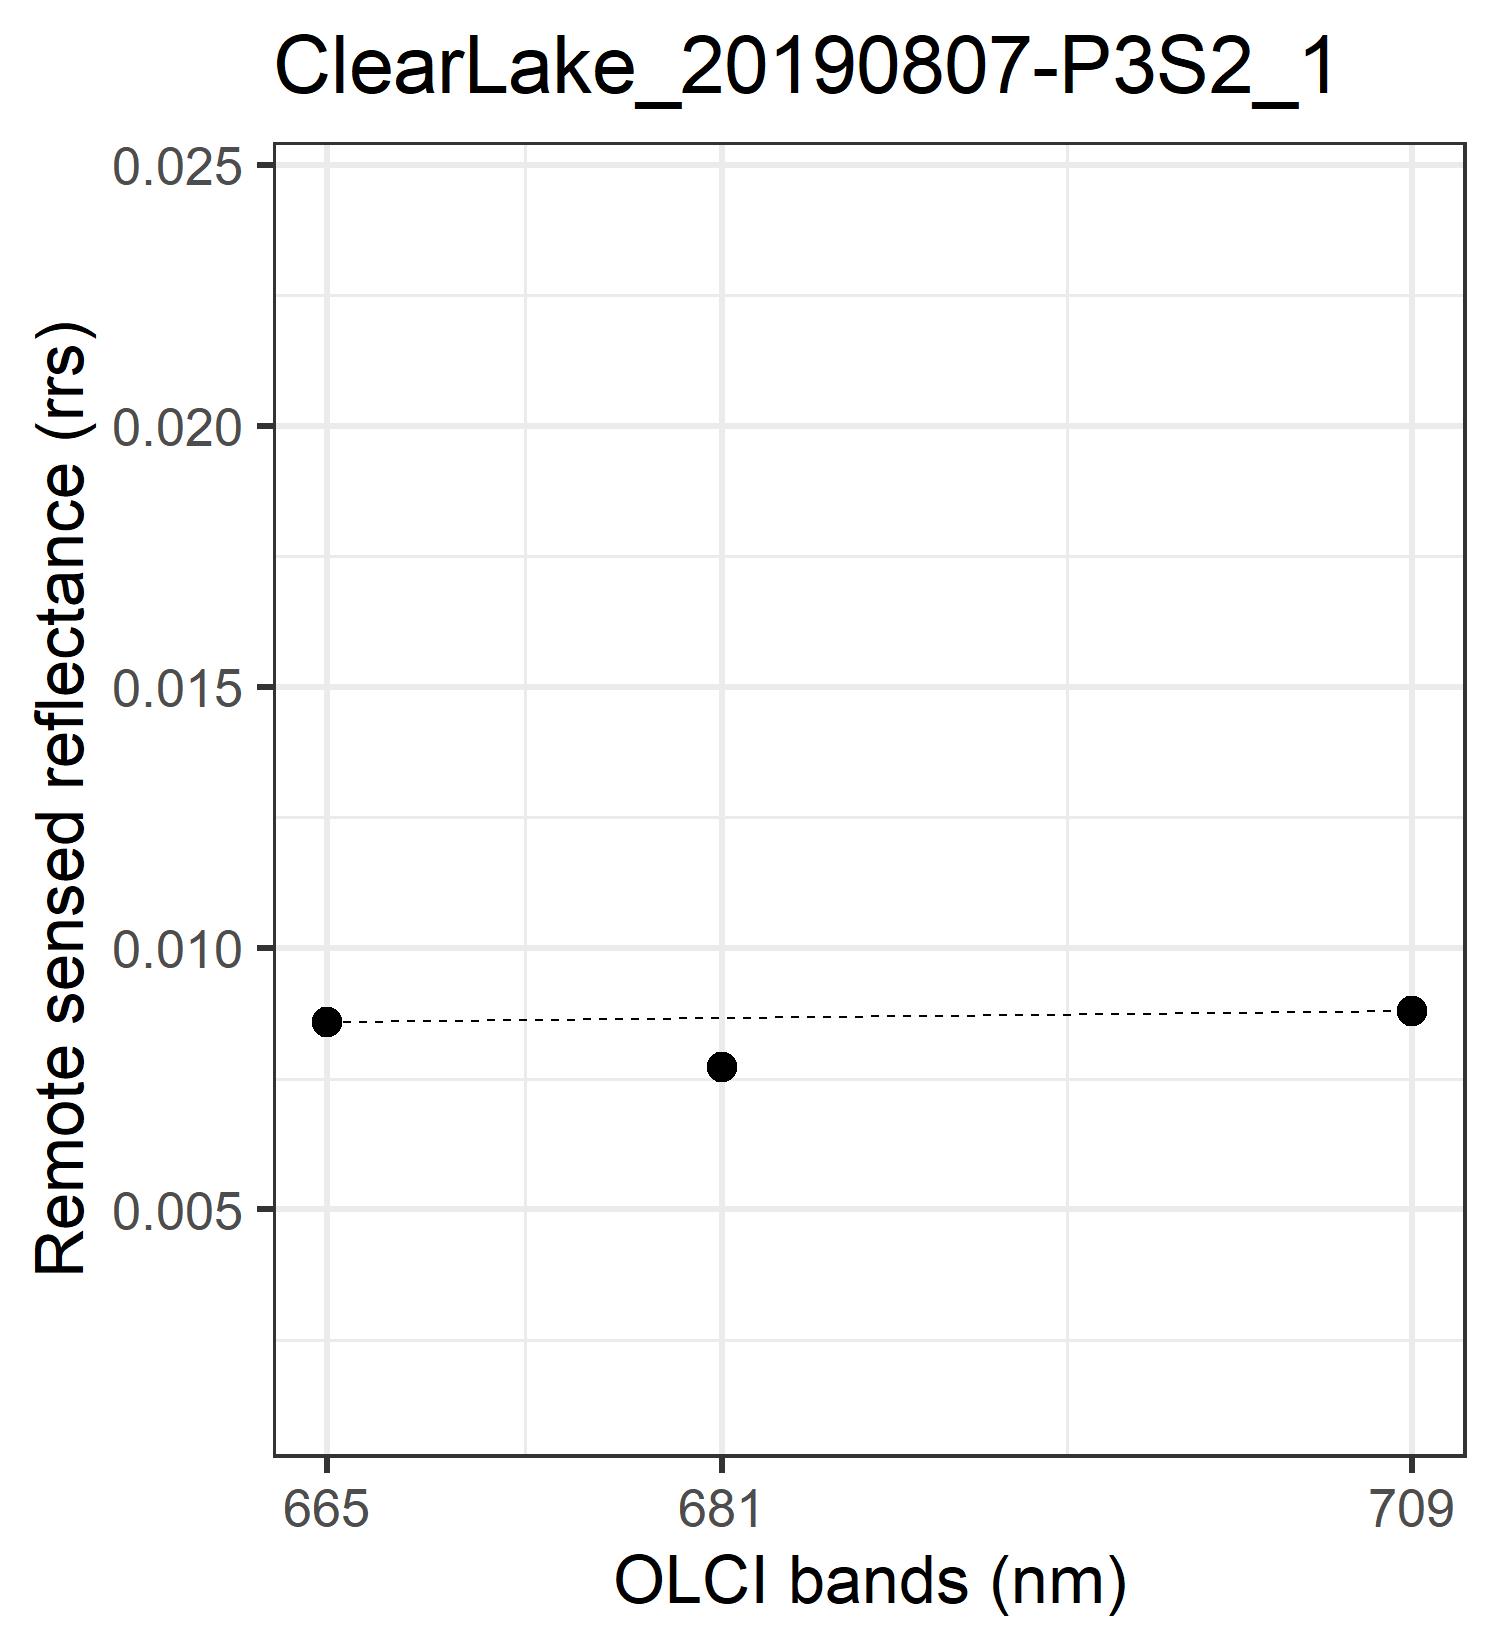 ClearLake_20190807-P3S2_1
0.025
0.020
0.015
0.010
0.005
Remote sensed reflectance (rrs)
665 681 709
OLCI bands (nm)